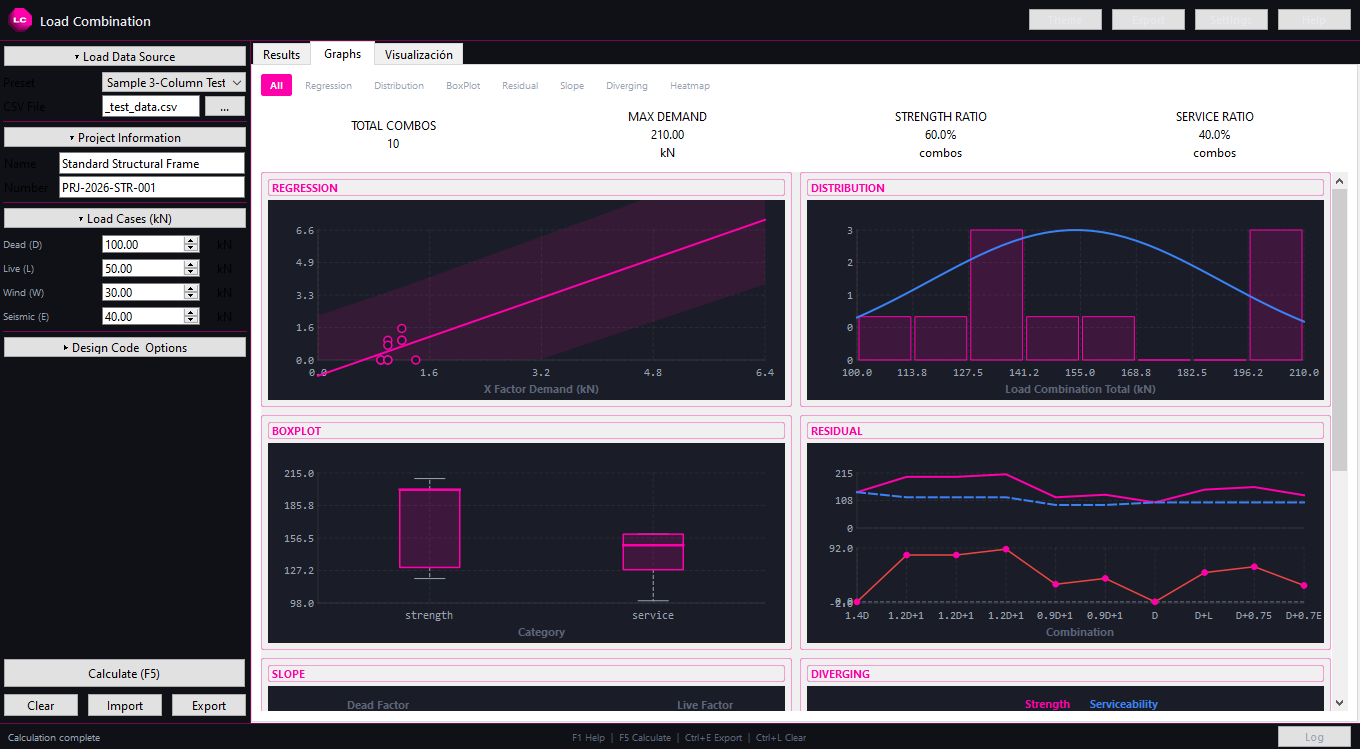 LC Load Combination
Theme Export Settings Help
▾ Load Data Source
Preset Sample 3-Column Test
CSV File _test_data.csv ...
▾ Project Information
Name Standard Structural Frame
Number PRJ-2026-STR-001
▾ Load Cases (kN)
Dead (D) 100.00 kN
Live (L) 50.00 kN
Wind (W) 30.00 kN
Seismic (E) 40.00 kN
▸ Design Code Options
Calculate (F5)
Clear Import Export
Results Graphs Visualización
All Regression Distribution BoxPlot Residual Slope Diverging Heatmap
TOTAL COMBOS
10
MAX DEMAND
210.00
kN
STRENGTH RATIO
60.0%
combos
SERVICE RATIO
40.0%
combos
REGRESSION
6.6
4.9
3.3
1.6
0.0
0.0 1.6 3.2 4.8 6.4
X Factor Demand (kN)
DISTRIBUTION
3
2
1
0
0
100.0 113.8 127.5 141.2 155.0 168.8 182.5 196.2 210.0
Load Combination Total (kN)
BOXPLOT
215.0
185.8
156.5
127.2
98.0
strength service
Category
RESIDUAL
215
108
0
92.0
0.0
-2.0
1.4D 1.2D+1 1.2D+1 1.2D+1 0.9D+1 0.9D+1 D D+L D+0.75 D+0.7E
Combination
SLOPE
Dead Factor Live Factor
DIVERGING
Strength Serviceability
Calculation complete
F1 Help | F5 Calculate | Ctrl+E Export | Ctrl+L Clear
Log